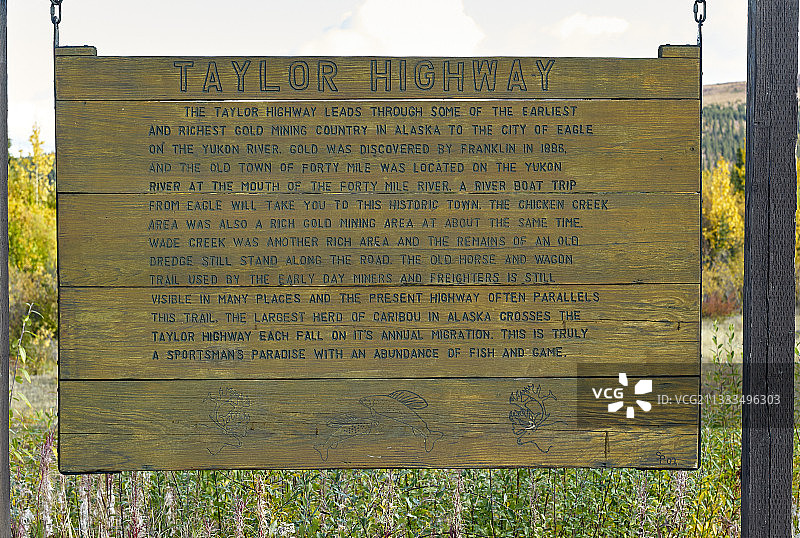 TAYLOR HIGHWAY
THE TAYLOR HIGHWAY LEADS THROUGH SOME OF THE EARLIEST
AND RICHEST GOLD MINING COUNTRY IN ALASKA TO THE CITY OF EAGLE
ON THE YUKON RIVER. GOLD WAS DISCOVERED BY FRANKLIN IN 1886,
AND THE OLD TOWN OF FORTY MILE WAS LOCATED ON THE YUKON
RIVER AT THE MOUTH OF THE FORTY MILE RIVER. A RIVER BOAT TRIP
FROM EAGLE WILL TAKE YOU TO THIS HISTORIC TOWN. THE CHICKEN CREEK
AREA WAS ALSO A RICH GOLD MINING AREA AT ABOUT THE SAME TIME.
WADE CREEK WAS ANOTHER RICH AREA AND THE REMAINS OF AN OLD
DREDGE STILL STAND ALONG THE ROAD. THE OLD HORSE AND WAGON
TRAIL USED BY THE EARLY DAY MINERS AND FREIGHTERS IS STILL
VISIBLE IN MANY PLACES AND THE PRESENT HIGHWAY OFTEN PARALLELS
THIS TRAIL. THE LARGEST HERD OF CARIBOU IN ALASKA CROSSES THE
TAYLOR HIGHWAY EACH FALL ON IT'S ANNUAL MIGRATION. THIS IS TRULY
A SPORTSMAN'S PARADISE WITH AN ABUNDANCE OF FISH AND GAME.
VCG
VCG211333496303